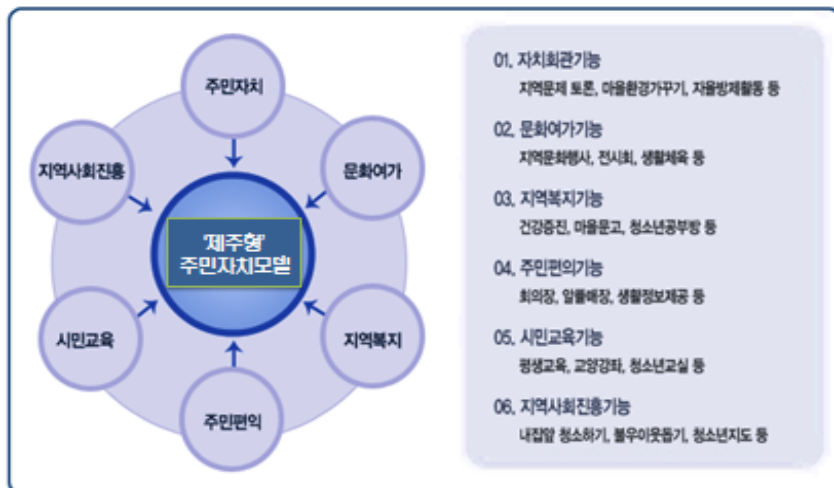 주민자치
지역사회진흥
문화여가
'제주형'
주민자치모델
시민교육
지역복지
주민편익
01. 자치회관기능
지역문제 토론, 마을환경가꾸기, 자율방제활동 등
02. 문화여가기능
지역문화행사, 전시회, 생활체육 등
03. 지역복지기능
건강증진, 마을문고, 청소년공부방 등
04. 주민편의기능
회의장, 알뜰매장, 생활정보제공 등
05. 시민교육기능
평생교육, 교양강좌, 청소년교실 등
06. 지역사회진흥기능
내집앞 청소하기, 불우이웃돕기, 청소년지도 등